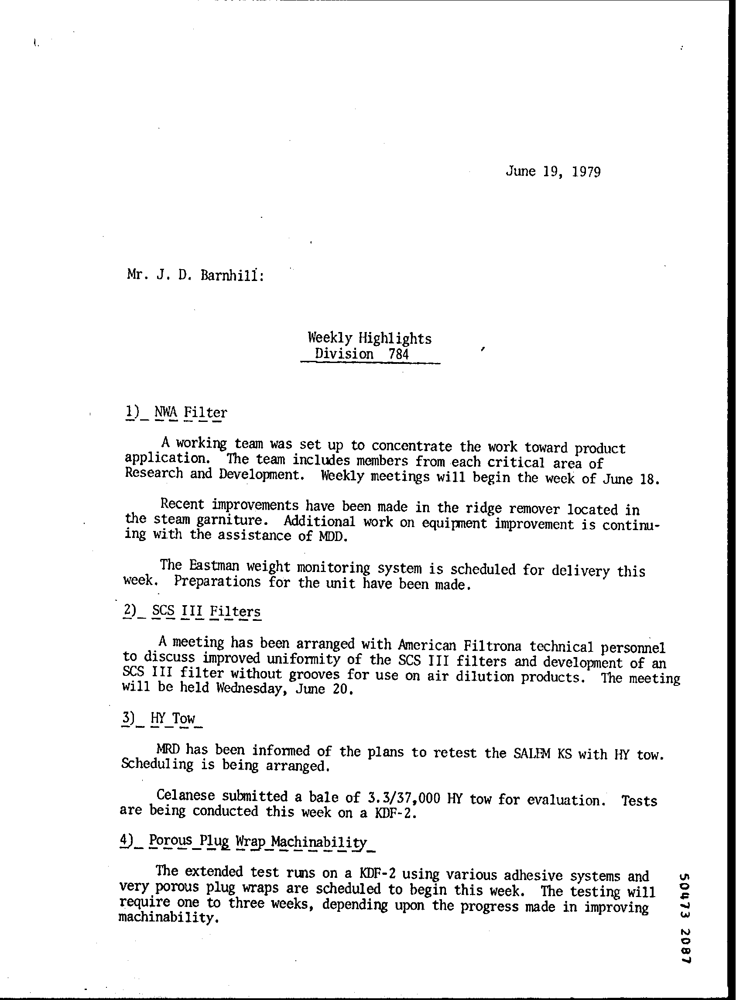 June 19, 1979
Mr. J. D. Barnhill:
Weekly Highlights
Division 784
1) NWA Filter
A working team was set up to concentrate the work toward product
application. The team includes members from each critical area of
Research and Development. Weekly meetings will begin the week of June 18.
Recent improvements have been made in the ridge remover located in
the steam garniture. Additional work on equipment improvement is continu-
ing with the assistance of MDD.
The Eastman weight monitoring system is scheduled for delivery this
week. Preparations for the unit have been made.
2) SCS III Filters
A meeting has been arranged with American Filtrona technical personnel
to discuss improved uniformity of the SCS III filters and development of an
SCS III filter without grooves for use on air dilution products. The meeting
will be held Wednesday, June 20.
3) HY Tow
MRD has been informed of the plans to retest the SALEM KS with HY tow.
Scheduling is being arranged.
Celanese submitted a bale of 3.3/37,000 HY tow for evaluation. Tests
are being conducted this week on a KDF-2.
4) Porous Plug Wrap Machinability
The extended test runs on a KDF-2 using various adhesive systems and
very porous plug wraps are scheduled to begin this week. The testing will
require one to three weeks, depending upon the progress made in improving
machinability.
50473 2087